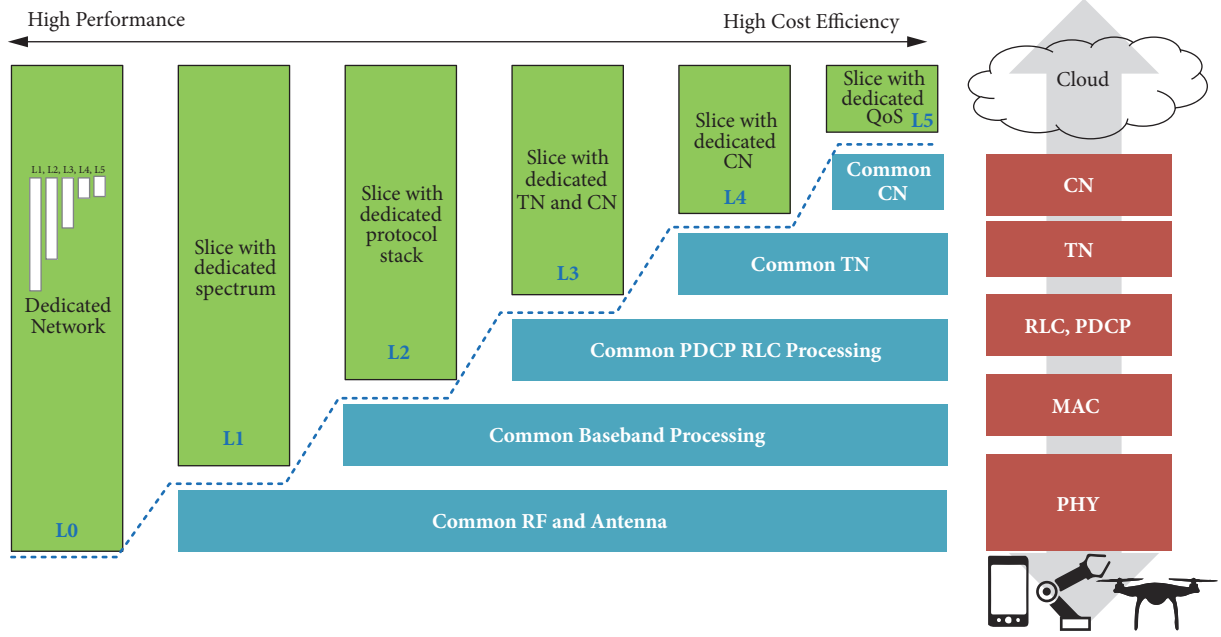 High Performance
High Cost Efficiency
L1, L2, L3, L4, L5
Dedicated
Network
L0
Slice with
dedicated
spectrum
L1
Slice with
dedicated
protocol
stack
L2
Slice with
dedicated
TN and CN
L3
Slice with
dedicated
CN
L4
Slice with
dedicated
QoS L5
Common
CN
Common TN
Common PDCP RLC Processing
Common Baseband Processing
Common RF and Antenna
Cloud
CN
TN
RLC, PDCP
MAC
PHY